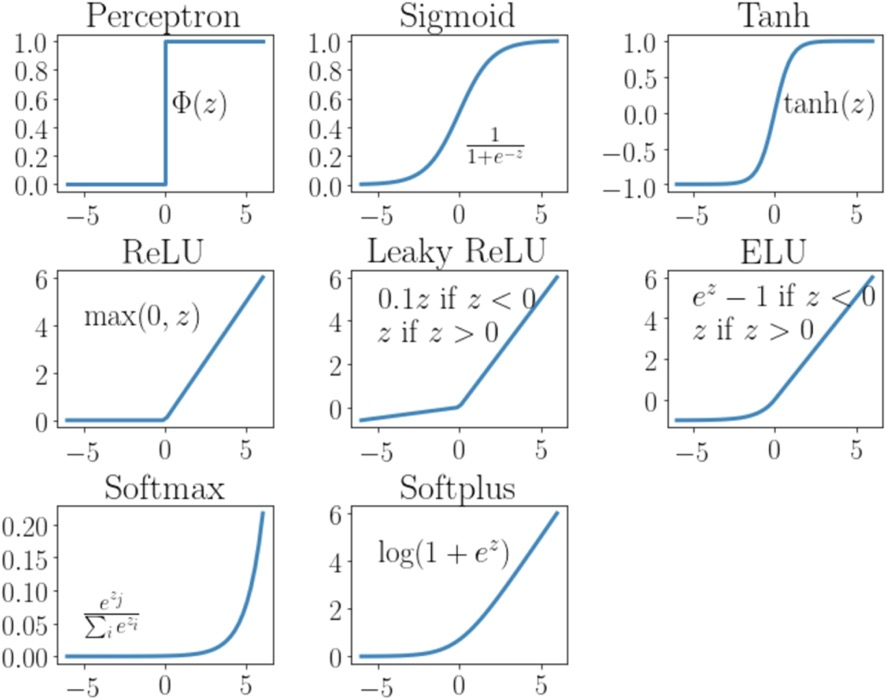 Perceptron
1.0
0.8
0.6
0.4
0.2
0.0
Φ(z)
−5 0 5
Sigmoid
1.0
0.8
0.6
0.4
0.2
0.0
1/(1+e^{−z})
−5 0 5
Tanh
1.0
0.5
0.0
−0.5
−1.0
tanh(z)
−5 0 5
ReLU
6
4
2
0
max(0, z)
−5 0 5
Leaky ReLU
6
4
2
0
0.1z if z < 0
z if z > 0
−5 0 5
ELU
6
4
2
0
e^z − 1 if z < 0
z if z > 0
−5 0 5
Softmax
0.20
0.15
0.10
0.05
0.00
e^{z_j}/∑_i e^{z_i}
−5 0 5
Softplus
6
4
2
0
log(1 + e^z)
−5 0 5